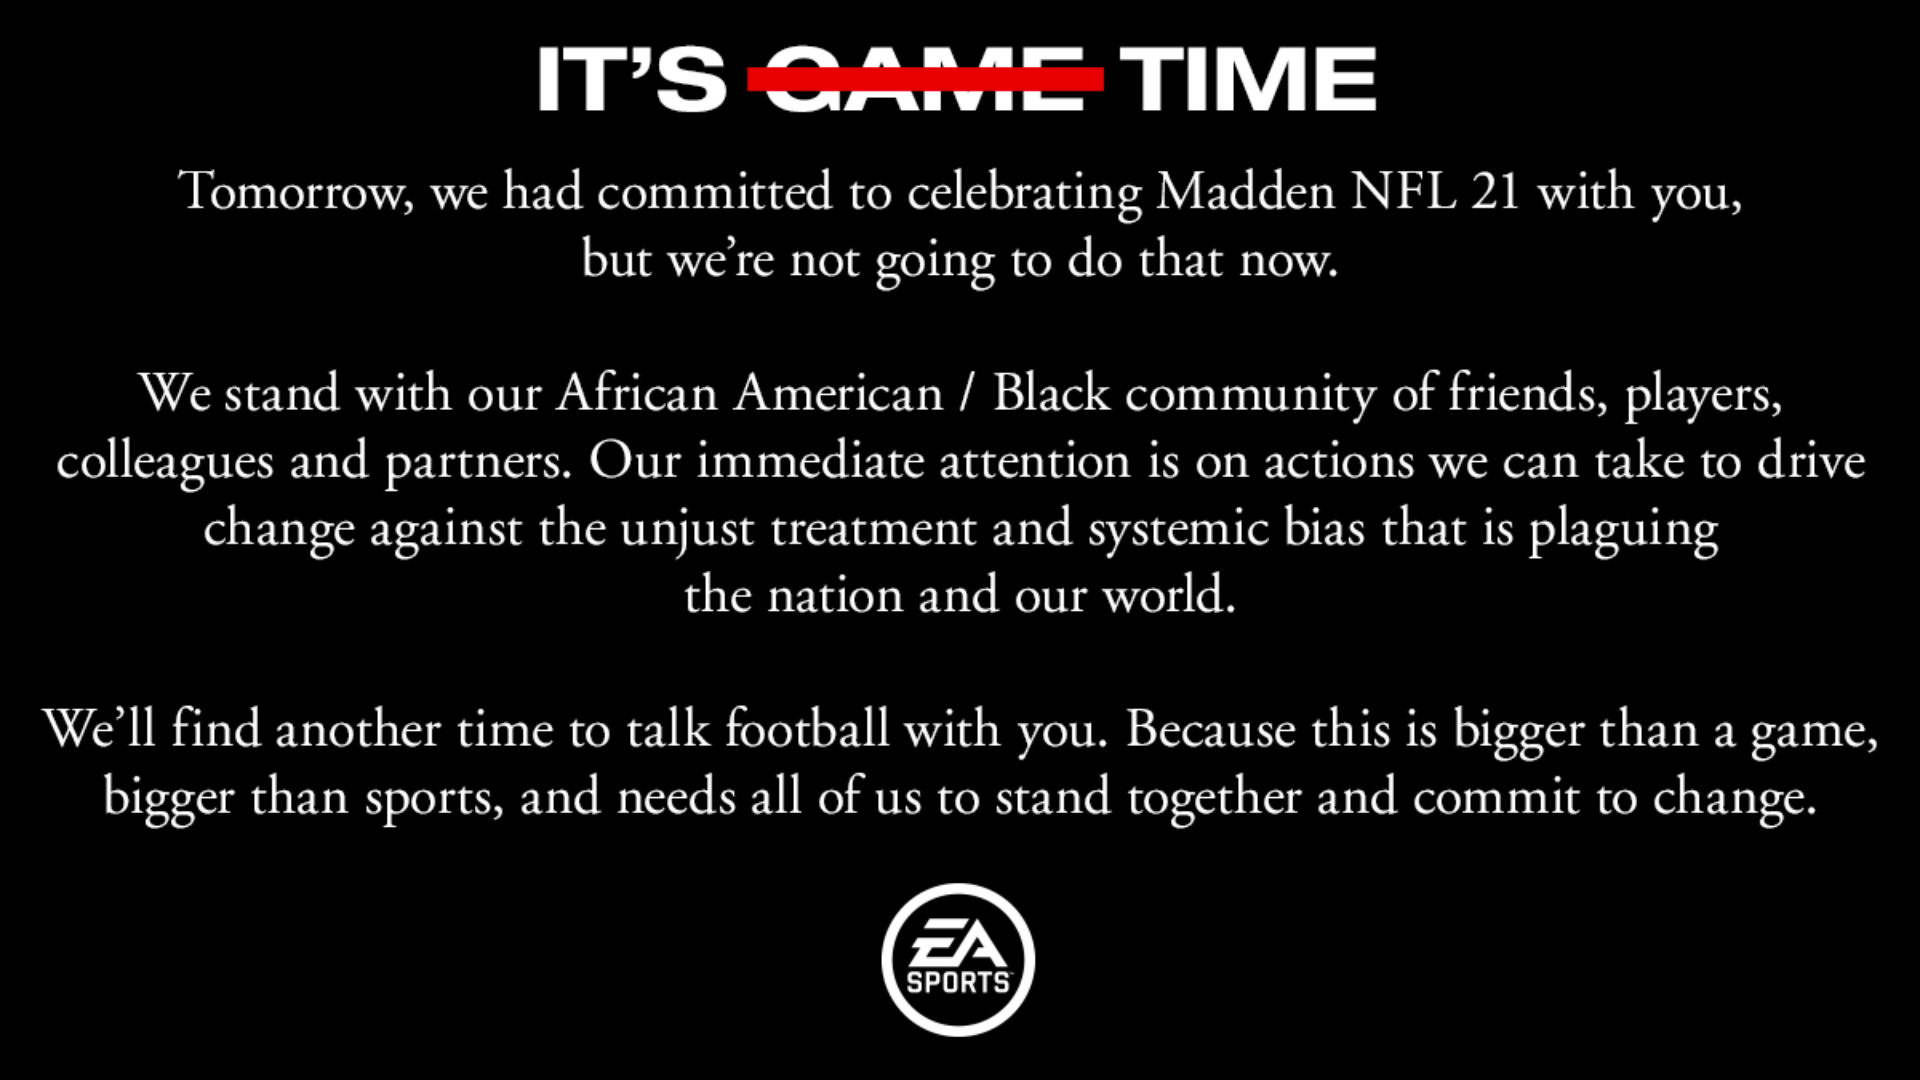 IT’S GAME TIME
Tomorrow, we had committed to celebrating Madden NFL 21 with you,
but we’re not going to do that now.
We stand with our African American / Black community of friends, players,
colleagues and partners. Our immediate attention is on actions we can take to drive
change against the unjust treatment and systemic bias that is plaguing
the nation and our world.
We’ll find another time to talk football with you. Because this is bigger than a game,
bigger than sports, and needs all of us to stand together and commit to change.
EA
SPORTS™